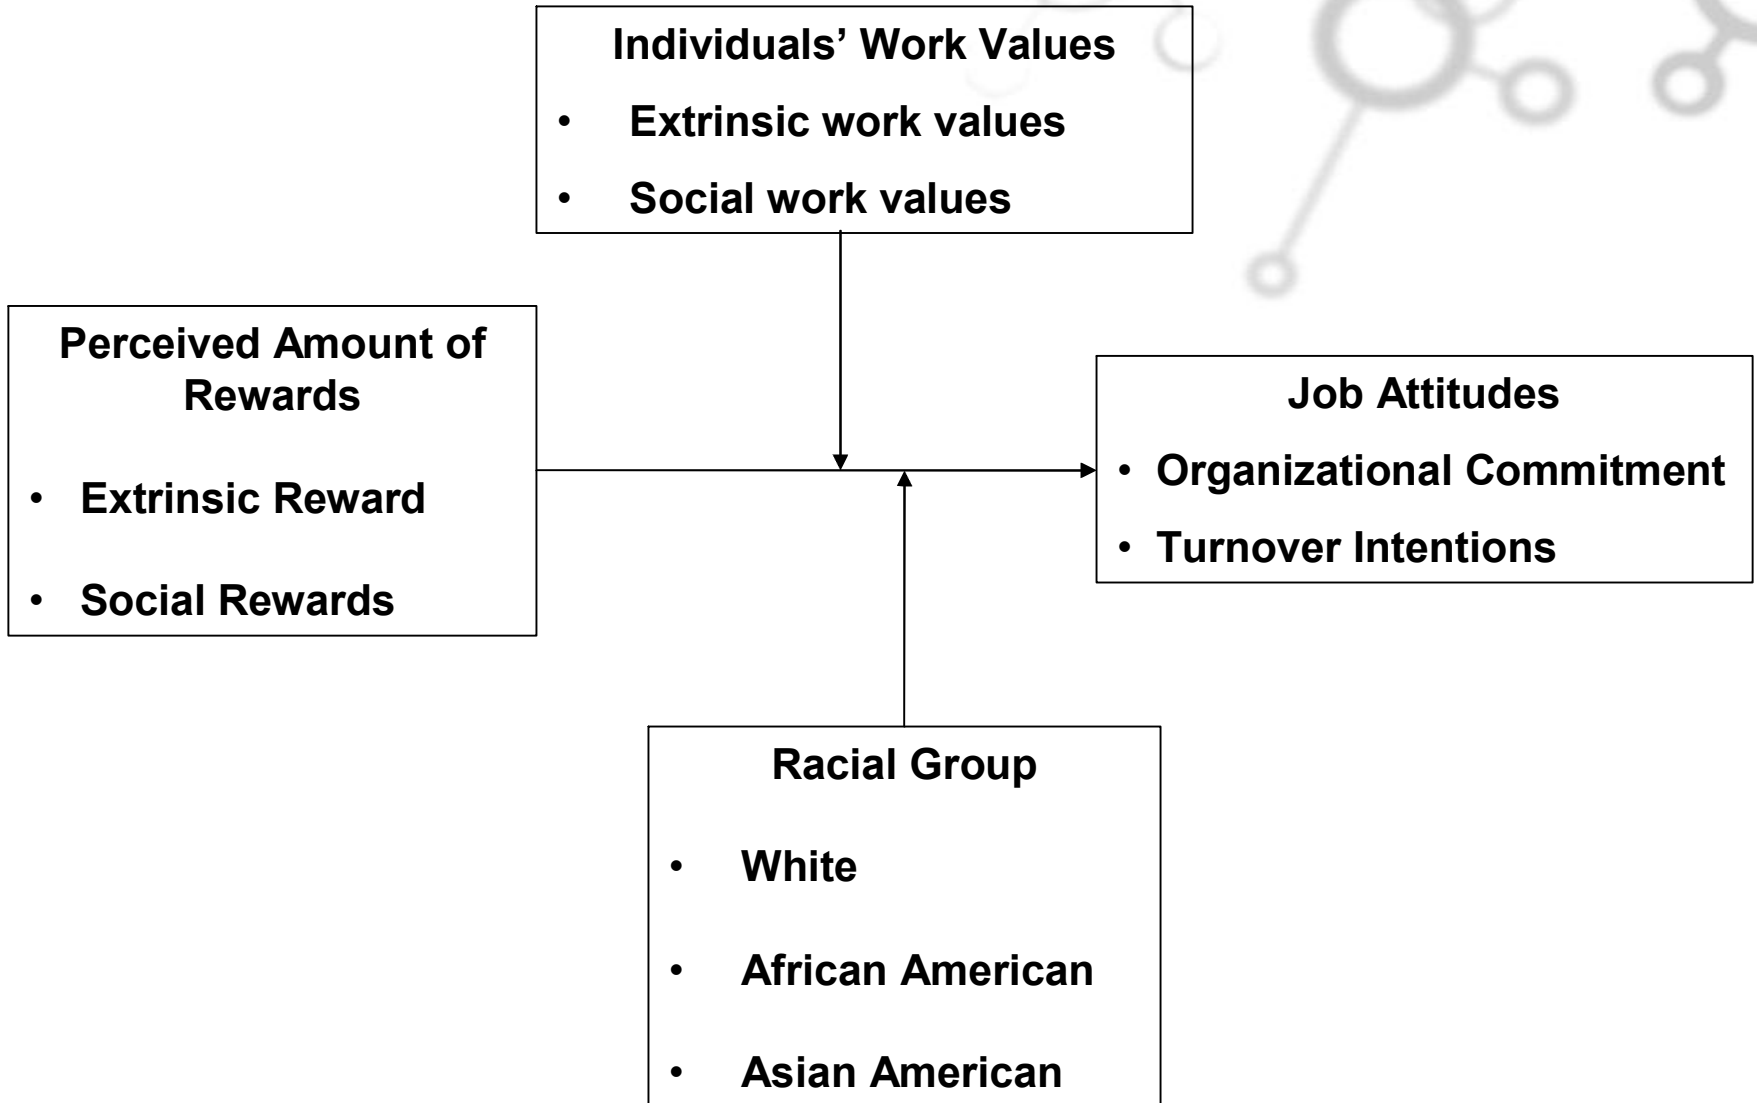 Individuals’ Work Values
• Extrinsic work values
• Social work values
Perceived Amount of
Rewards
• Extrinsic Reward
• Social Rewards
Job Attitudes
• Organizational Commitment
• Turnover Intentions
Racial Group
• White
• African American
• Asian American